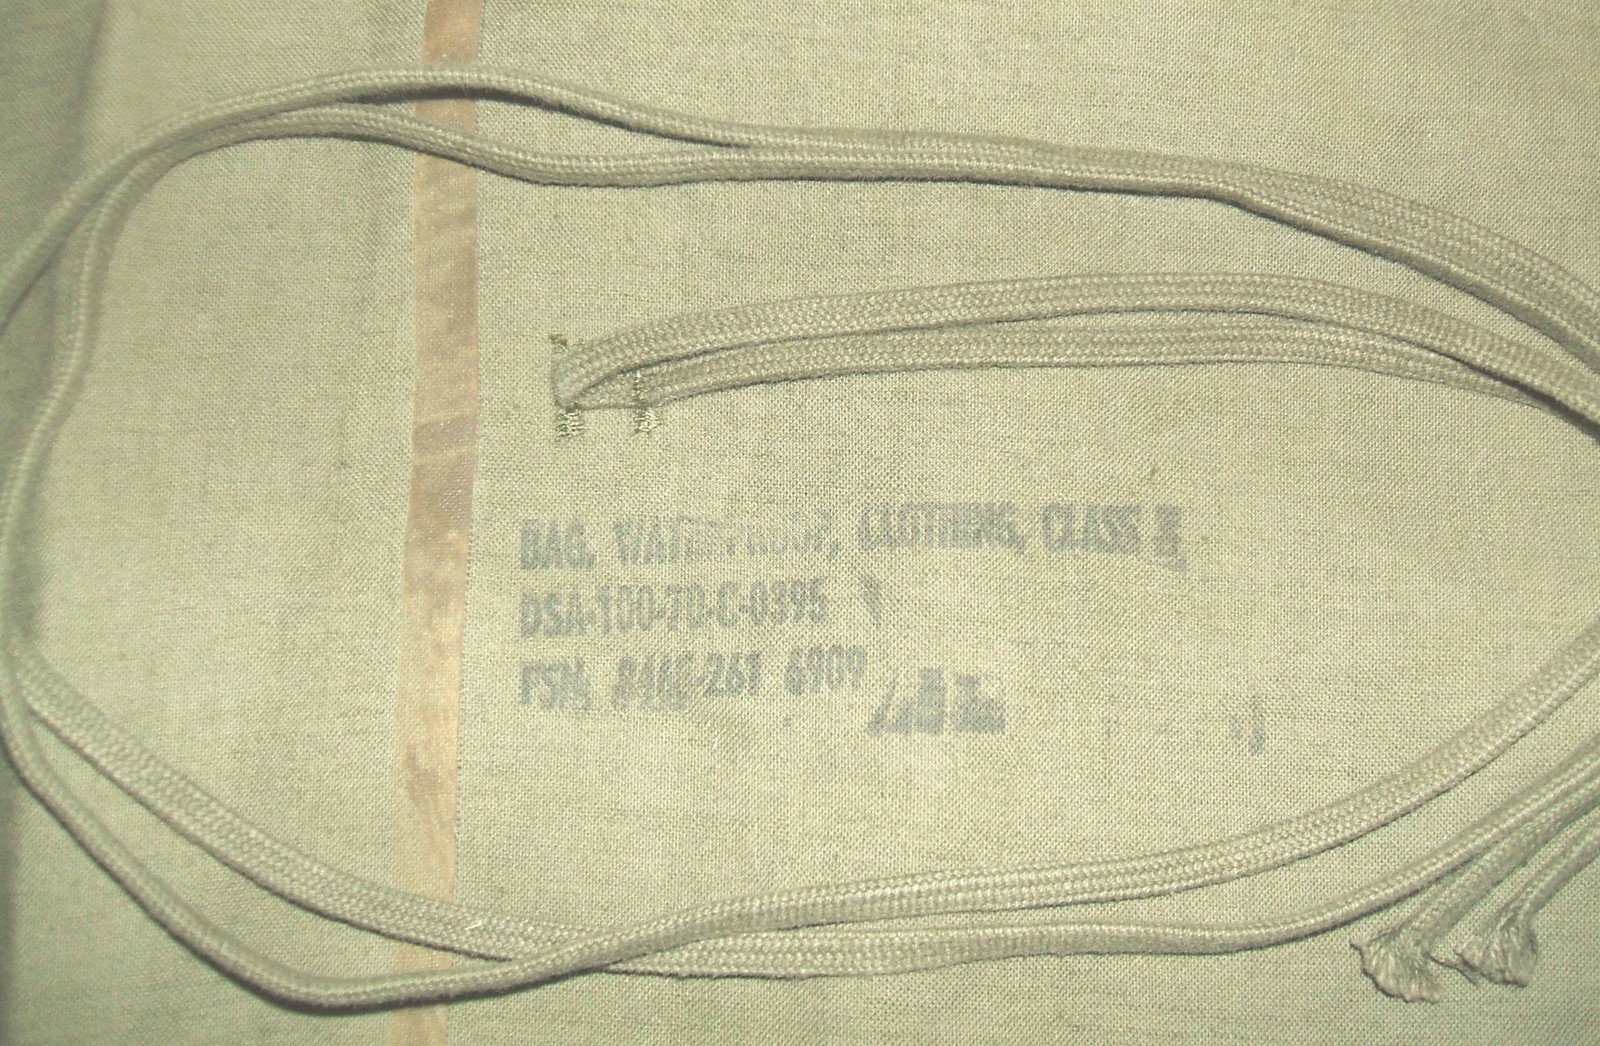 BAG, WATERPROOF, CLOTHING, CLASS
DSA-100-70-C-0395
FSN 8465-261 6909